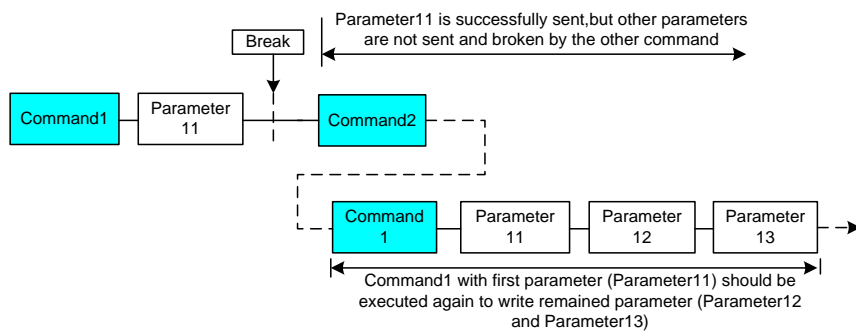 Parameter11 is successfully sent,but other parameters
are not sent and broken by the other command
Break
Command1
Parameter
11
Command2
Command
1
Parameter
11
Parameter
12
Parameter
13
Command1 with first parameter (Parameter11) should be
executed again to write remained parameter (Parameter12
and Parameter13)